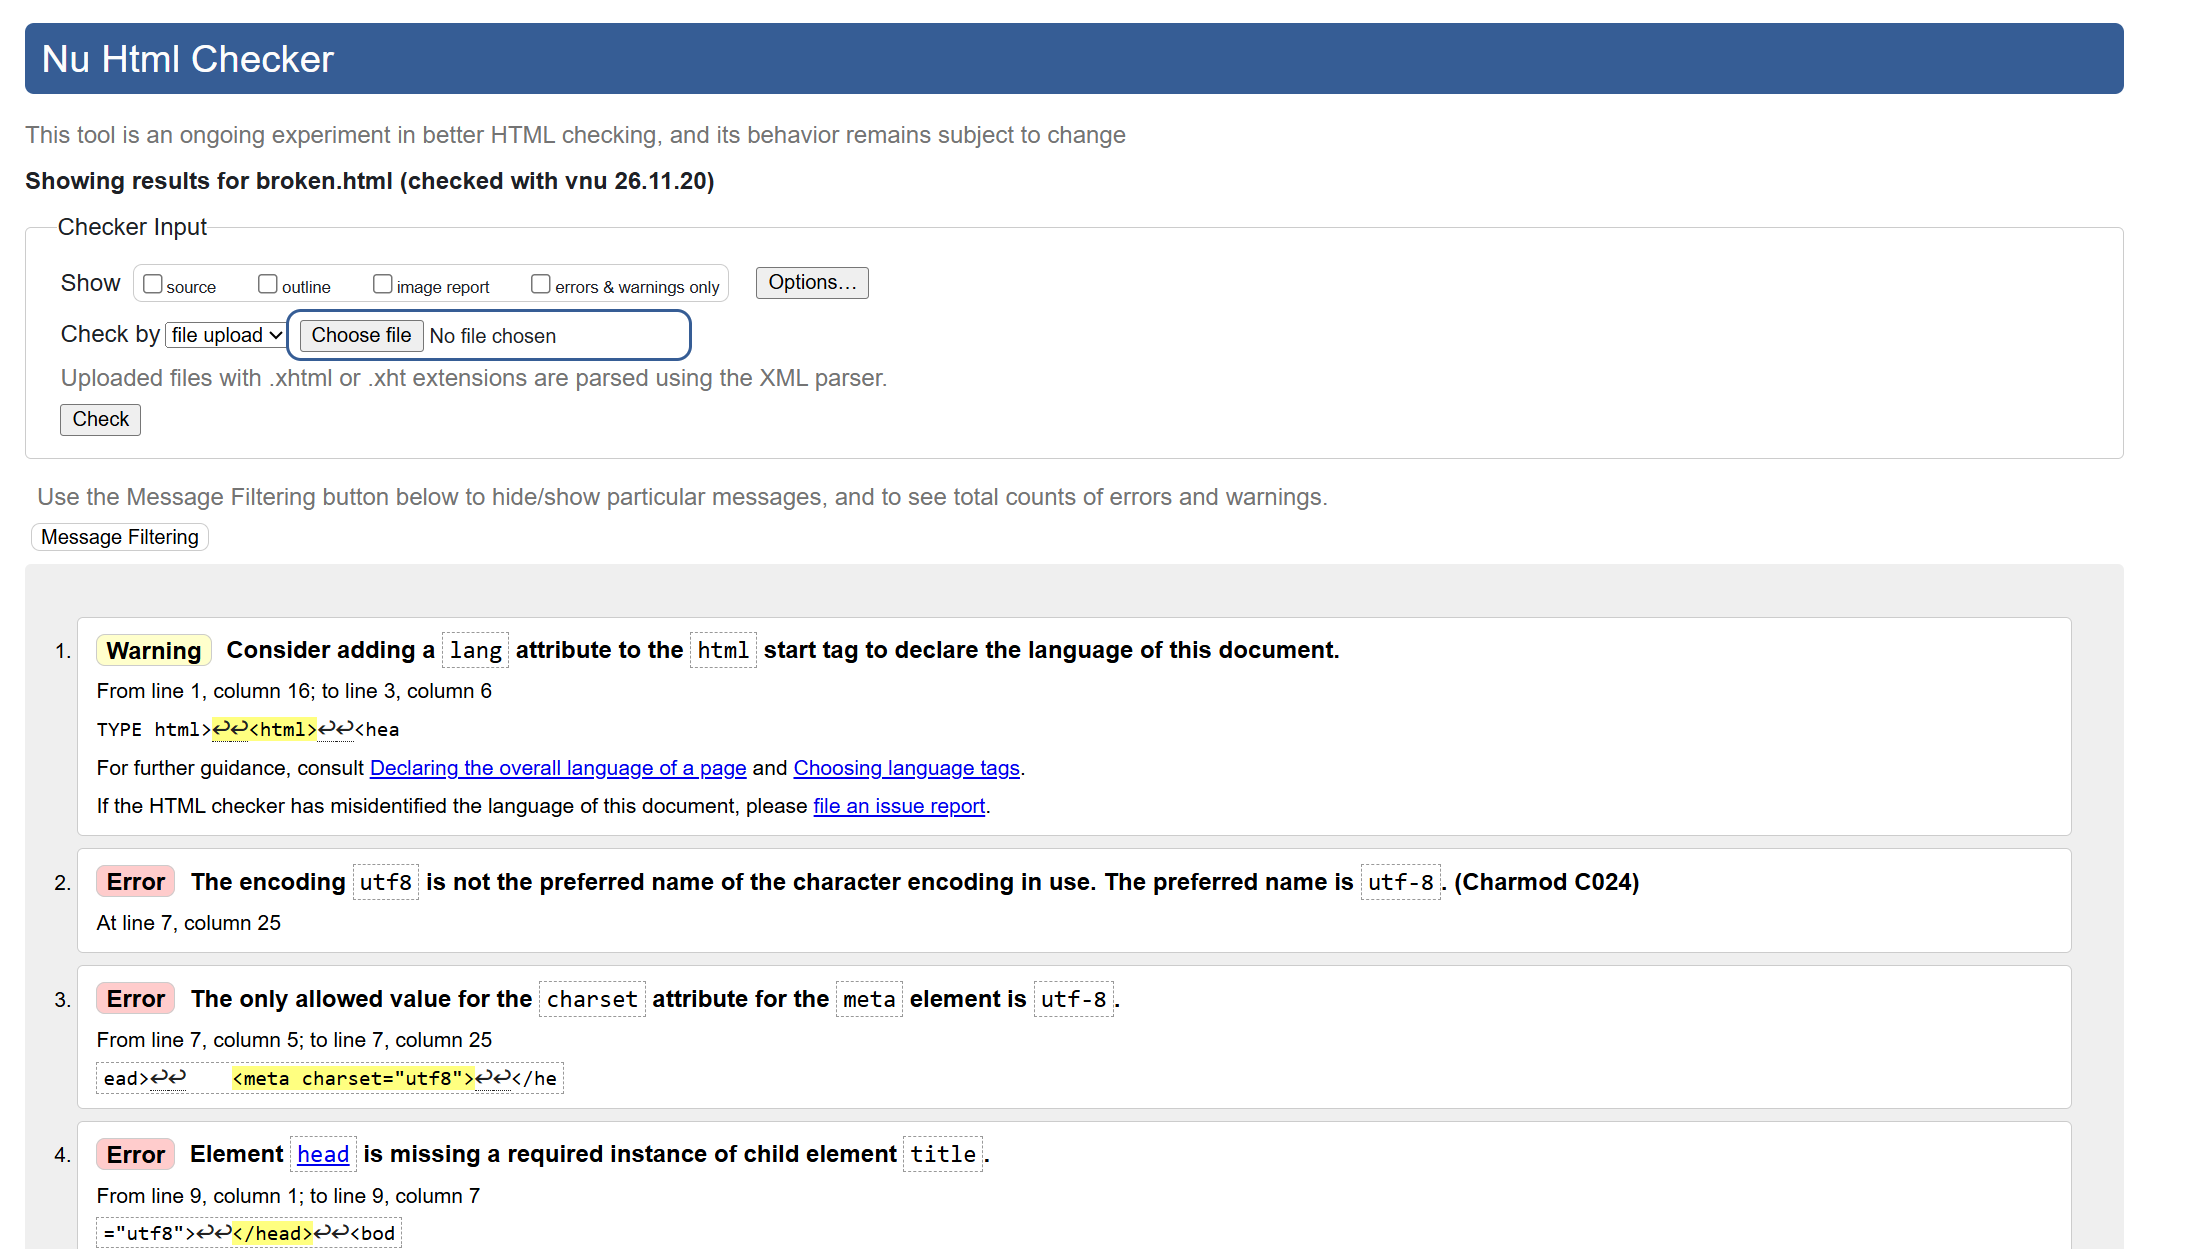 Nu Html Checker
This tool is an ongoing experiment in better HTML checking, and its behavior remains subject to change
Showing results for broken.html (checked with vnu 26.11.20)
Checker Input
Show source outline image report errors & warnings only Options...
Check by file upload Choose file No file chosen
Uploaded files with .xhtml or .xht extensions are parsed using the XML parser.
Check
Use the Message Filtering button below to hide/show particular messages, and to see total counts of errors and warnings.
Message Filtering
1. Warning Consider adding a lang attribute to the html start tag to declare the language of this document.
From line 1, column 16; to line 3, column 6
TYPE html>↩↩<html>↩↩<hea
For further guidance, consult Declaring the overall language of a page and Choosing language tags.
If the HTML checker has misidentified the language of this document, please file an issue report.
2. Error The encoding utf8 is not the preferred name of the character encoding in use. The preferred name is utf-8. (Charmod C024)
At line 7, column 25
3. Error The only allowed value for the charset attribute for the meta element is utf-8.
From line 7, column 5; to line 7, column 25
ead>↩↩    <meta charset="utf8">↩↩</he
4. Error Element head is missing a required instance of child element title.
From line 9, column 1; to line 9, column 7
="utf8">↩↩</head>↩↩<bod